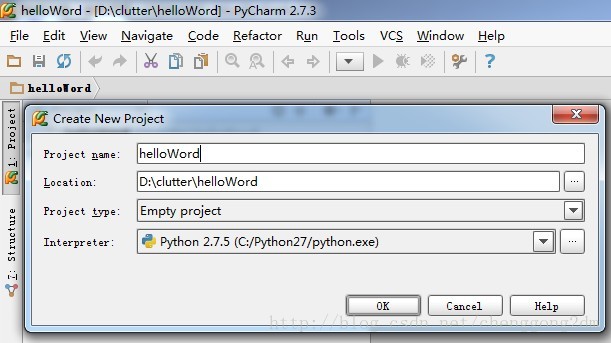 helloWord - [D:\clutter\helloWord] - PyCharm 2.7.3
File Edit View Navigate Code Refactor Run Tools VCS Window Help
helloWord
1: Project
7: Structure
Create New Project
Project name: helloWord
Location: D:\clutter\helloWord
Project type: Empty project
Interpreter: Python 2.7.5 (C:/Python27/python.exe)
OK Cancel Help
http://blog.csdn.net/chenggong2dm